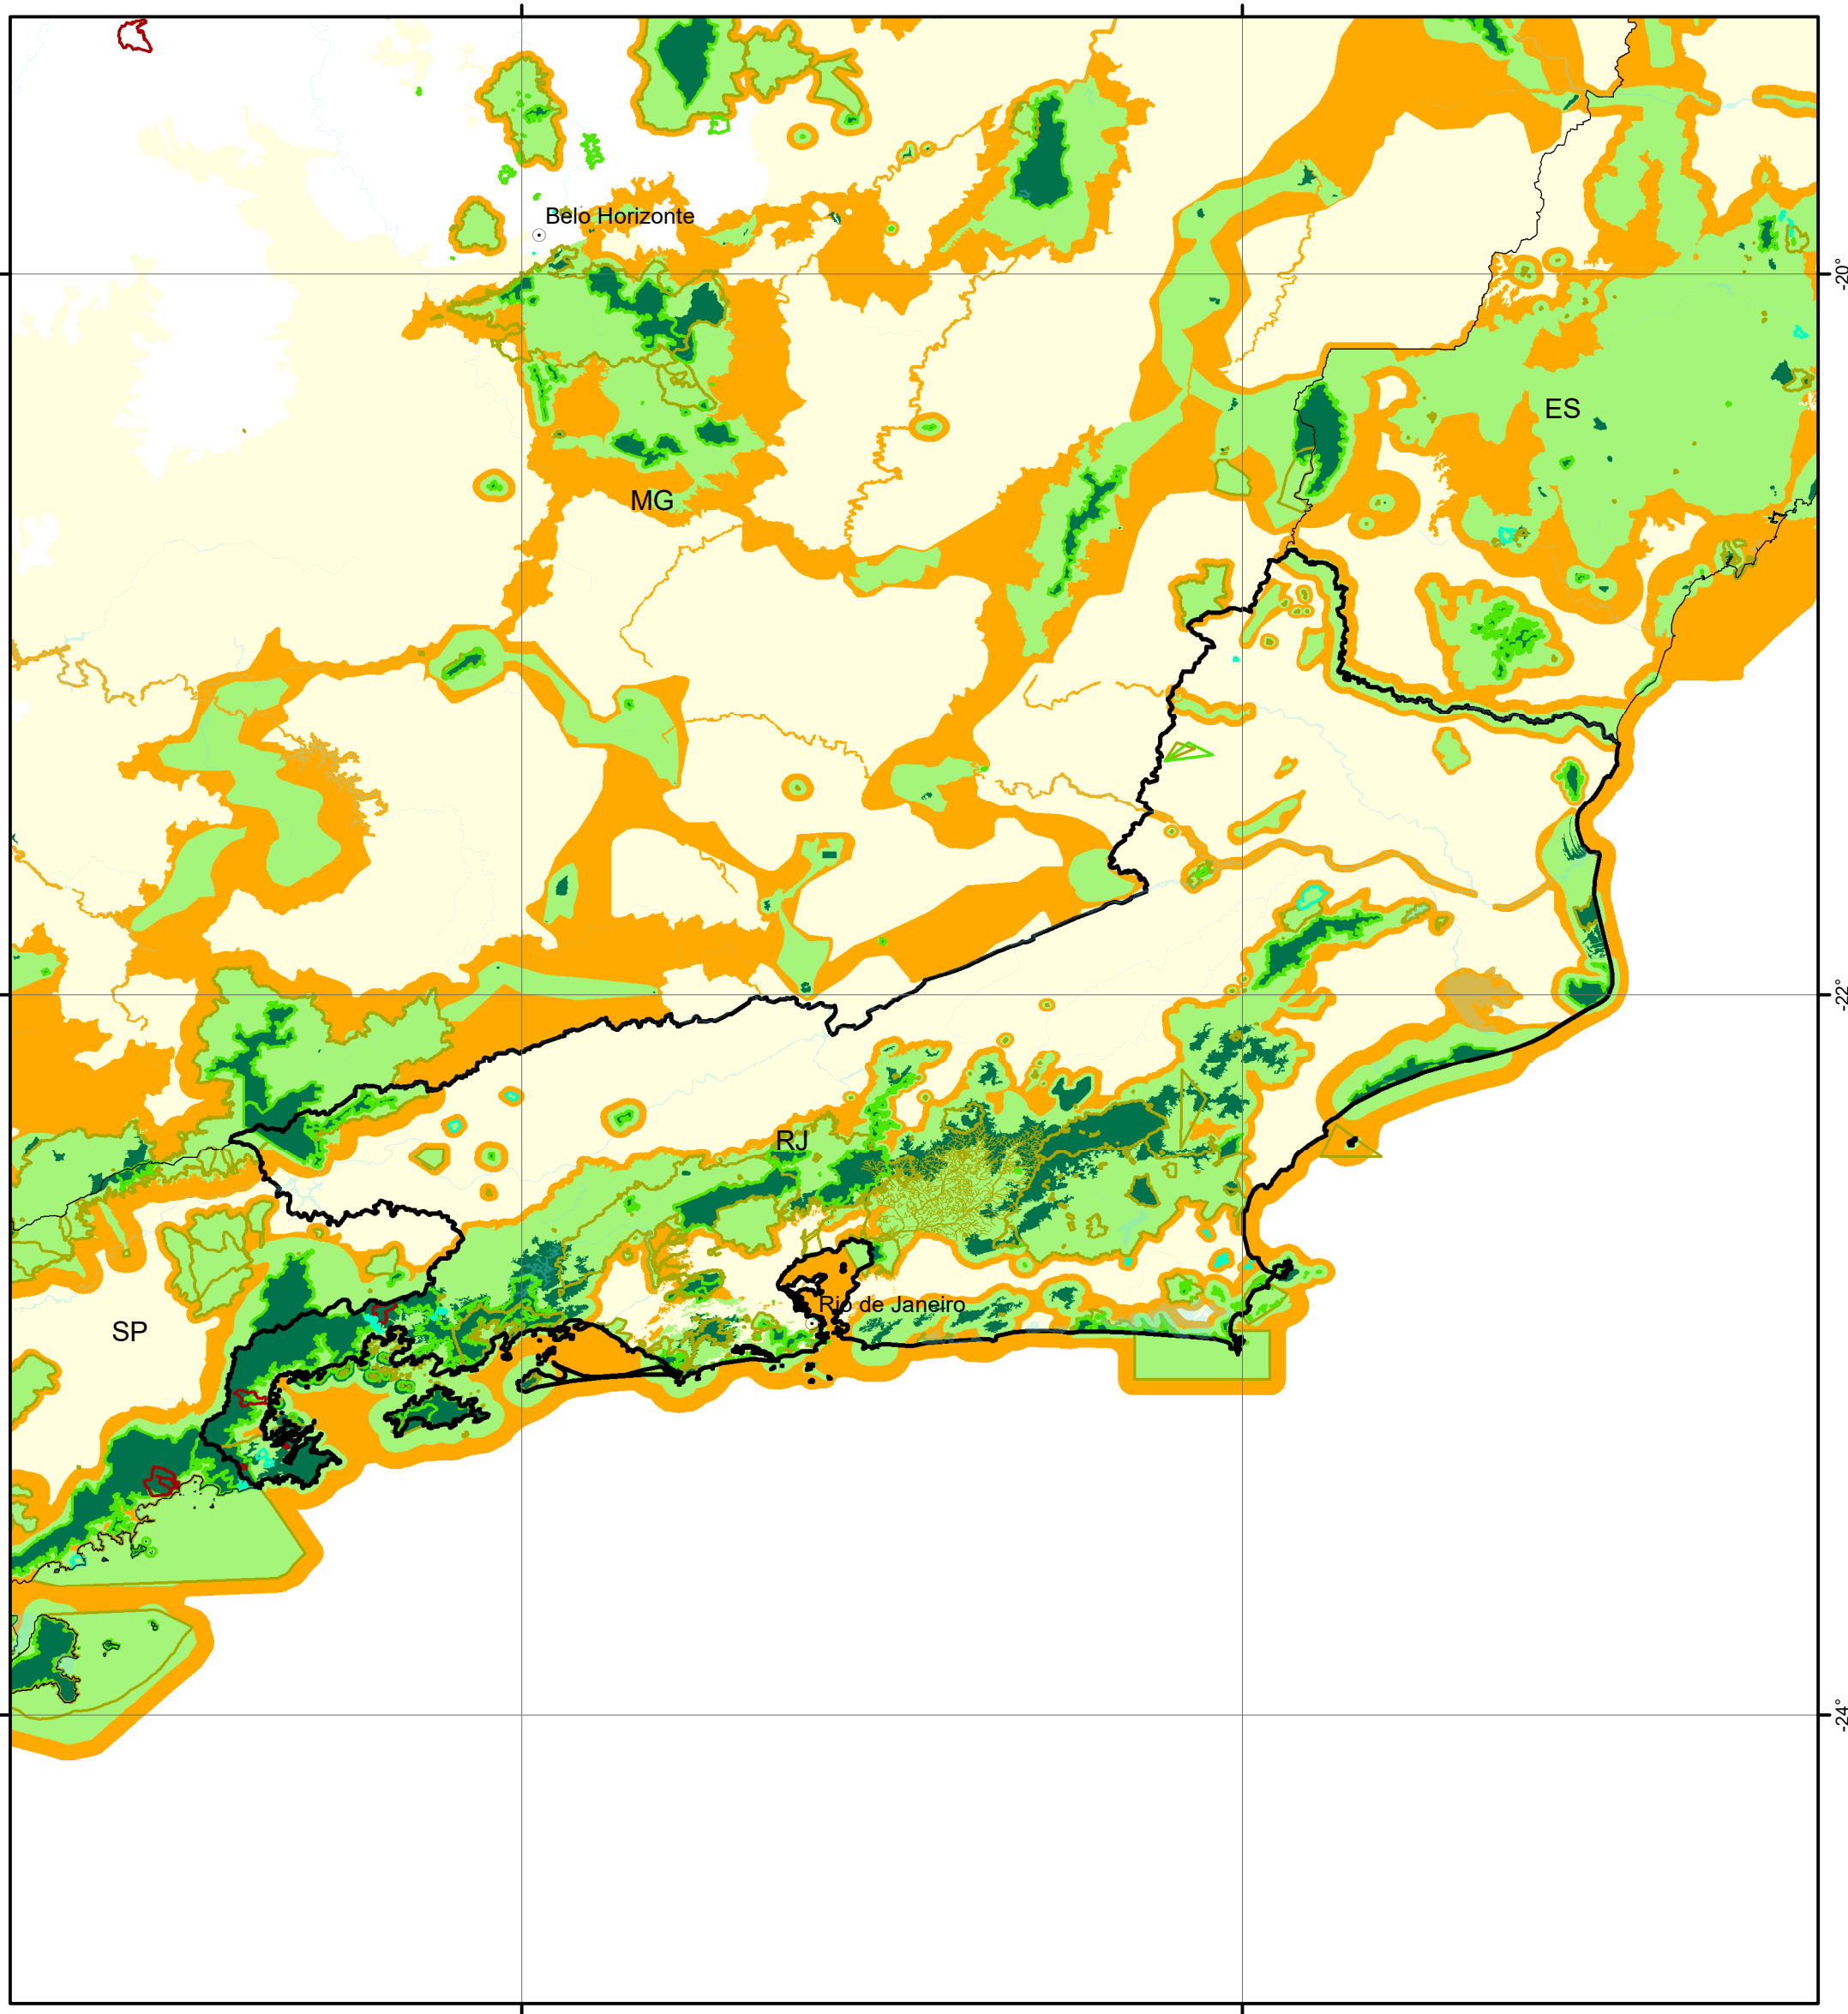 Belo Horizonte
-20°
ES
MG
-22°
RJ
Rio de Janeiro
SP
-24°